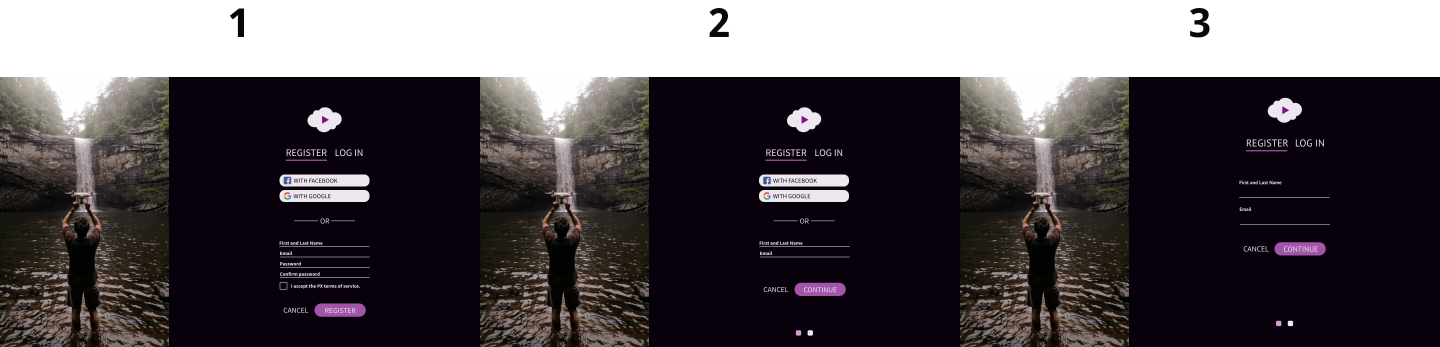 1
REGISTER LOG IN
WITH FACEBOOK
WITH GOOGLE
OR
First and Last Name
Email
Password
Confirm password
I accept the PX terms of service.
CANCEL REGISTER
2
REGISTER LOG IN
WITH FACEBOOK
WITH GOOGLE
OR
First and Last Name
Email
CANCEL CONTINUE
3
REGISTER LOG IN
First and Last Name
Email
CANCEL CONTINUE